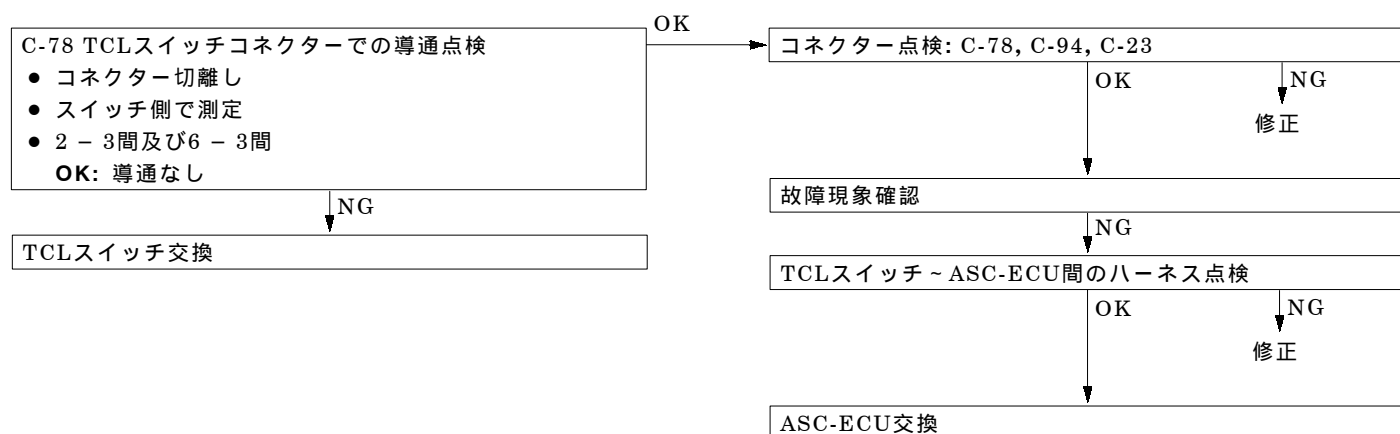 C-78 TCLスイッチコネクターでの導通点検
● コネクター切離し
● スイッチ側で測定
● 2 – 3間及び6 – 3間
OK: 導通なし
NG
TCLスイッチ交換
OK
コネクター点検: C-78, C-94, C-23
OK
NG
修正
故障現象確認
NG
TCLスイッチ ~ ASC-ECU間のハーネス点検
OK
NG
修正
ASC-ECU交換